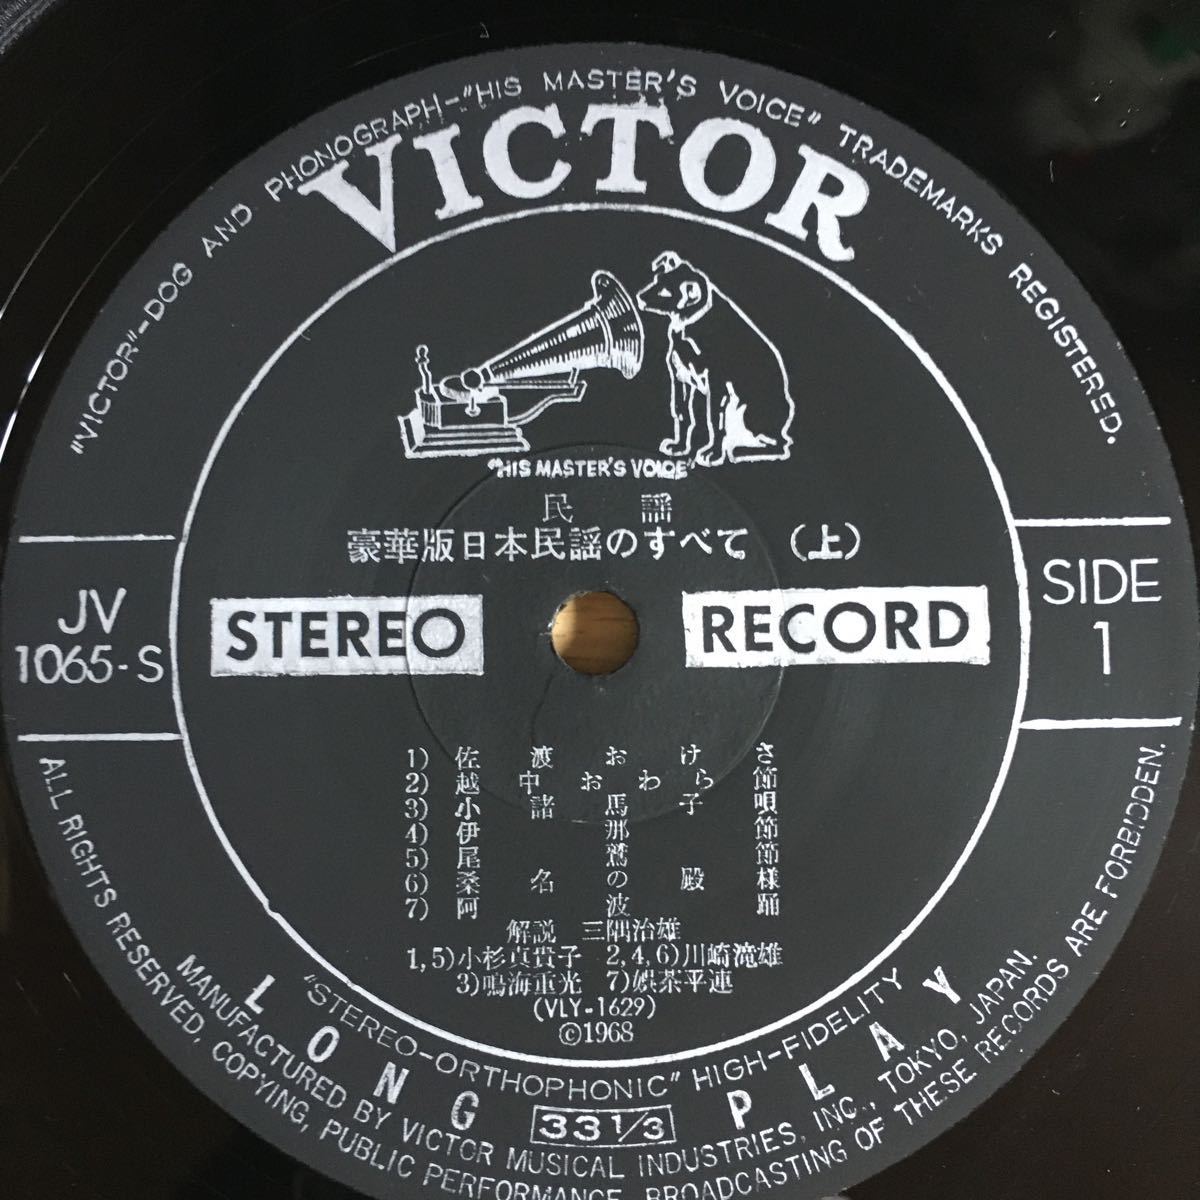 "VICTOR"-DOG AND PHONOGRAPH-"HIS MASTER'S VOICE" TRADEMARKS REGISTERED.
VICTOR
"HIS MASTER'S VOICE"
民謡
豪華版日本民謡のすべて (上)
JV
1065-S
STEREO
RECORD
SIDE
1
1) 佐渡おけさ
2) 越中おわら節
3) 小諸馬子唄
4) 伊那節
5) 尾鷲節
6) 桑名の殿様
7) 阿波踊
解説 三隅治雄
1,5)小杉真貴子 2,4,6)川崎滝雄
3)鳴海重光 7)娯茶平連
(VLY-1629)
©1968
"STEREO-ORTHOPHONIC" HIGH-FIDELITY
LONG 33 1/3 PLAY
MANUFACTURED BY VICTOR MUSICAL INDUSTRIES, INC., TOKYO, JAPAN.
ALL RIGHTS RESERVED, COPYING, PUBLIC PERFORMANCE, BROADCASTING OF THESE RECORDS ARE FORBIDDEN.